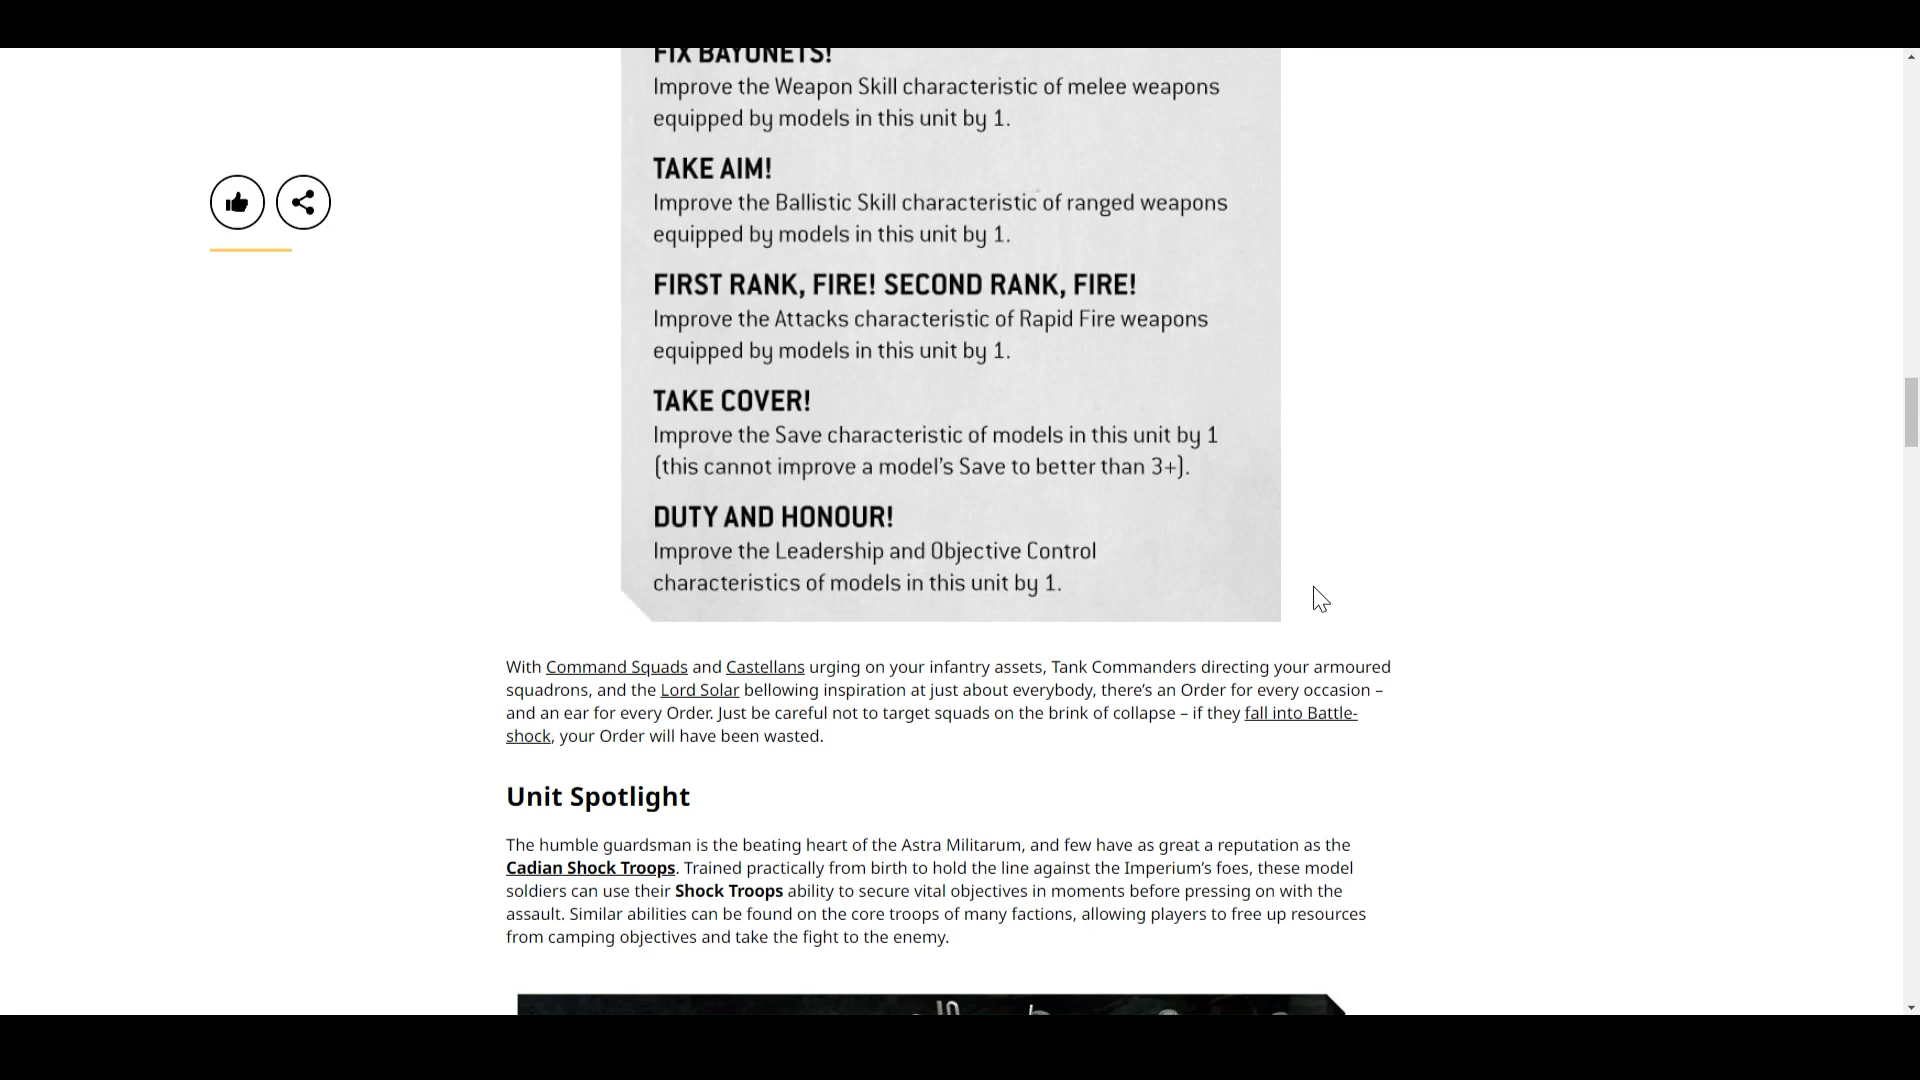 FIX BAYONETS!
Improve the Weapon Skill characteristic of melee weapons
equipped by models in this unit by 1.
TAKE AIM!
Improve the Ballistic Skill characteristic of ranged weapons
equipped by models in this unit by 1.
FIRST RANK, FIRE! SECOND RANK, FIRE!
Improve the Attacks characteristic of Rapid Fire weapons
equipped by models in this unit by 1.
TAKE COVER!
Improve the Save characteristic of models in this unit by 1
(this cannot improve a model's Save to better than 3+).
DUTY AND HONOUR!
Improve the Leadership and Objective Control
characteristics of models in this unit by 1.
With Command Squads and Castellans urging on your infantry assets, Tank Commanders directing your armoured
squadrons, and the Lord Solar bellowing inspiration at just about everybody, there’s an Order for every occasion –
and an ear for every Order. Just be careful not to target squads on the brink of collapse – if they fall into Battle-
shock, your Order will have been wasted.
Unit Spotlight
The humble guardsman is the beating heart of the Astra Militarum, and few have as great a reputation as the
Cadian Shock Troops. Trained practically from birth to hold the line against the Imperium’s foes, these model
soldiers can use their Shock Troops ability to secure vital objectives in moments before pressing on with the
assault. Similar abilities can be found on the core troops of many factions, allowing players to free up resources
from camping objectives and take the fight to the enemy.